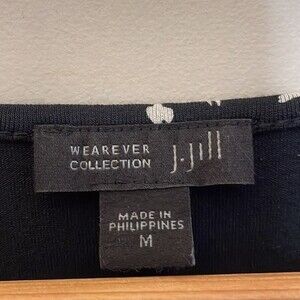 WEAREVER
COLLECTION
J.Jill
MADE IN
PHILIPPINES
M